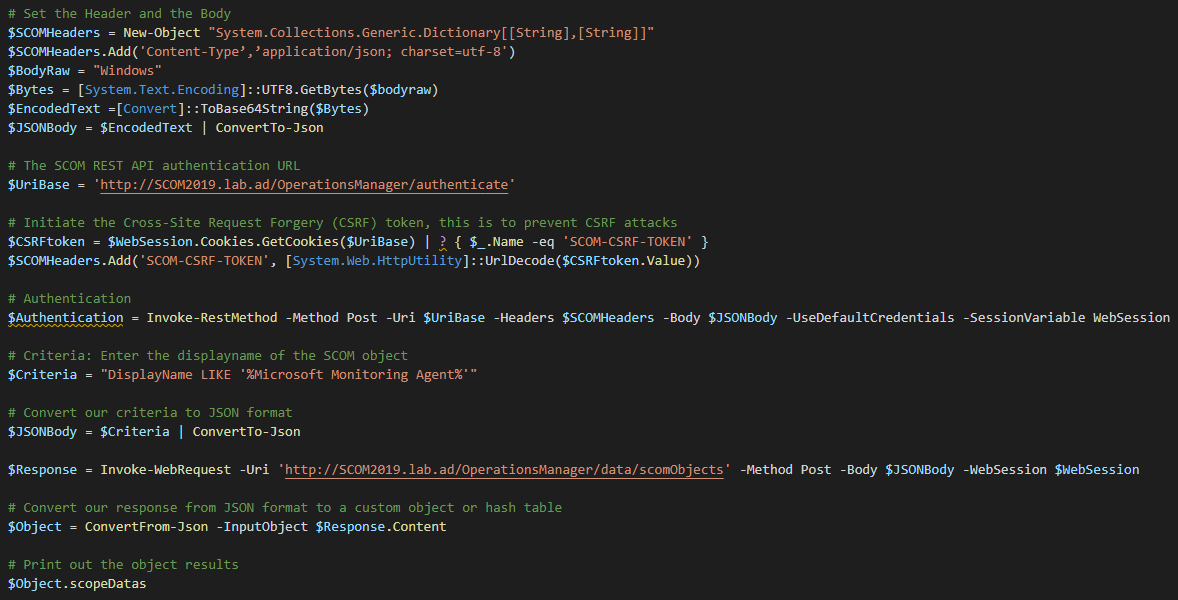 # Set the Header and the Body
$SCOMHeaders = New-Object "System.Collections.Generic.Dictionary[[String],[String]]"
$SCOMHeaders.Add('Content-Type’,’application/json; charset=utf-8')
$BodyRaw = "Windows"
$Bytes = [System.Text.Encoding]::UTF8.GetBytes($bodyraw)
$EncodedText =[Convert]::ToBase64String($Bytes)
$JSONBody = $EncodedText | ConvertTo-Json
# The SCOM REST API authentication URL
$UriBase = 'http://SCOM2019.lab.ad/OperationsManager/authenticate'
# Initiate the Cross-Site Request Forgery (CSRF) token, this is to prevent CSRF attacks
$CSRFtoken = $WebSession.Cookies.GetCookies($UriBase) | ? { $_.Name -eq 'SCOM-CSRF-TOKEN' }
$SCOMHeaders.Add('SCOM-CSRF-TOKEN', [System.Web.HttpUtility]::UrlDecode($CSRFtoken.Value))
# Authentication
$Authentication = Invoke-RestMethod -Method Post -Uri $UriBase -Headers $SCOMHeaders -Body $JSONBody -UseDefaultCredentials -SessionVariable WebSession
# Criteria: Enter the displayname of the SCOM object
$Criteria = "DisplayName LIKE '%Microsoft Monitoring Agent%'"
# Convert our criteria to JSON format
$JSONBody = $Criteria | ConvertTo-Json
$Response = Invoke-WebRequest -Uri 'http://SCOM2019.lab.ad/OperationsManager/data/scomObjects' -Method Post -Body $JSONBody -WebSession $WebSession
# Convert our response from JSON format to a custom object or hash table
$Object = ConvertFrom-Json -InputObject $Response.Content
# Print out the object results
$Object.scopeDatas